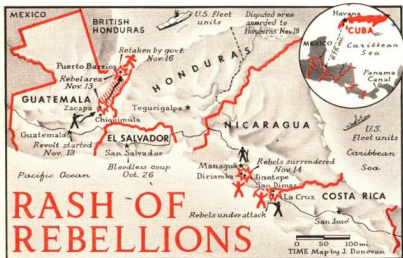 MEXICO
BRITISH
HONDURAS
U.S. Fleet
units
Disputed area
awarded to
Honduras Nov. 18
Havana
CUBA
MEXICO
Caribbean
Sea
Panama
Canal
Retaken by govt.
Nov. 16
Puerto Barrios
Rebel area
Nov. 13
HONDURAS
GUATEMALA
Zacapa
Chiquimula
Tegucigalpa
Guatemala
Revolt started
Nov. 13
EL SALVADOR
San Salvador
Bloodless coup
Oct. 26
NICARAGUA
U.S.
Fleet units
Caribbean
Sea
Managua
Rebels surrendered
Nov. 14
Diriamba
Jinotepe
San Dimas
La Cruz
COSTA RICA
Pacific Ocean
Rebels under attack
San José
RASH OF
REBELLIONS
0 50 100 mi.
TIME Map by J. Donovan